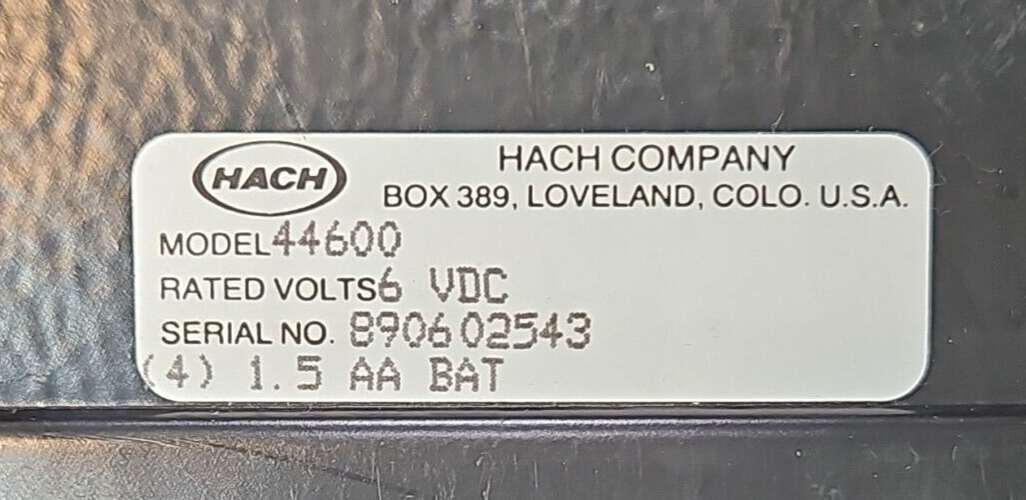 HACH
HACH COMPANY
BOX 389, LOVELAND, COLO. U.S.A.
MODEL 44600
RATED VOLTS 6 VDC
SERIAL NO. 890602543
(4) 1.5 AA BAT